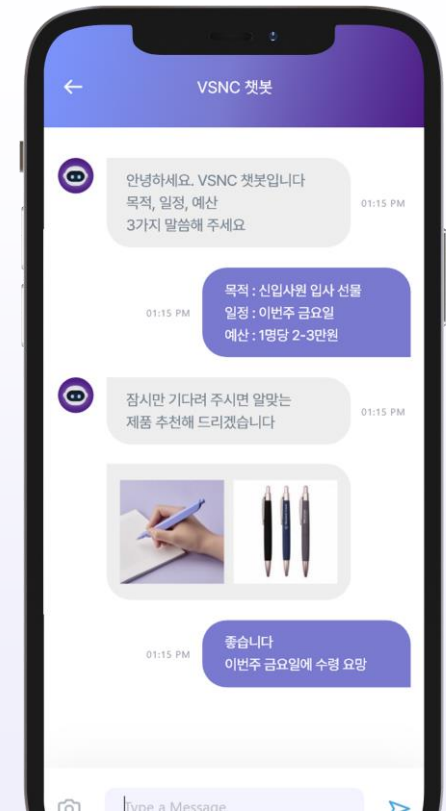 VSNC 챗봇
안녕하세요. VSNC 챗봇입니다
목적, 일정, 예산
3가지 말씀해 주세요
01:15 PM
목적 : 신입사원 입사 선물
일정 : 이번주 금요일
예산 : 1명당 2-3만원
01:15 PM
잠시만 기다려 주시면 알맞는
제품 추천해 드리겠습니다
01:15 PM
좋습니다
이번주 금요일에 수령 요망
01:15 PM
Type a Message